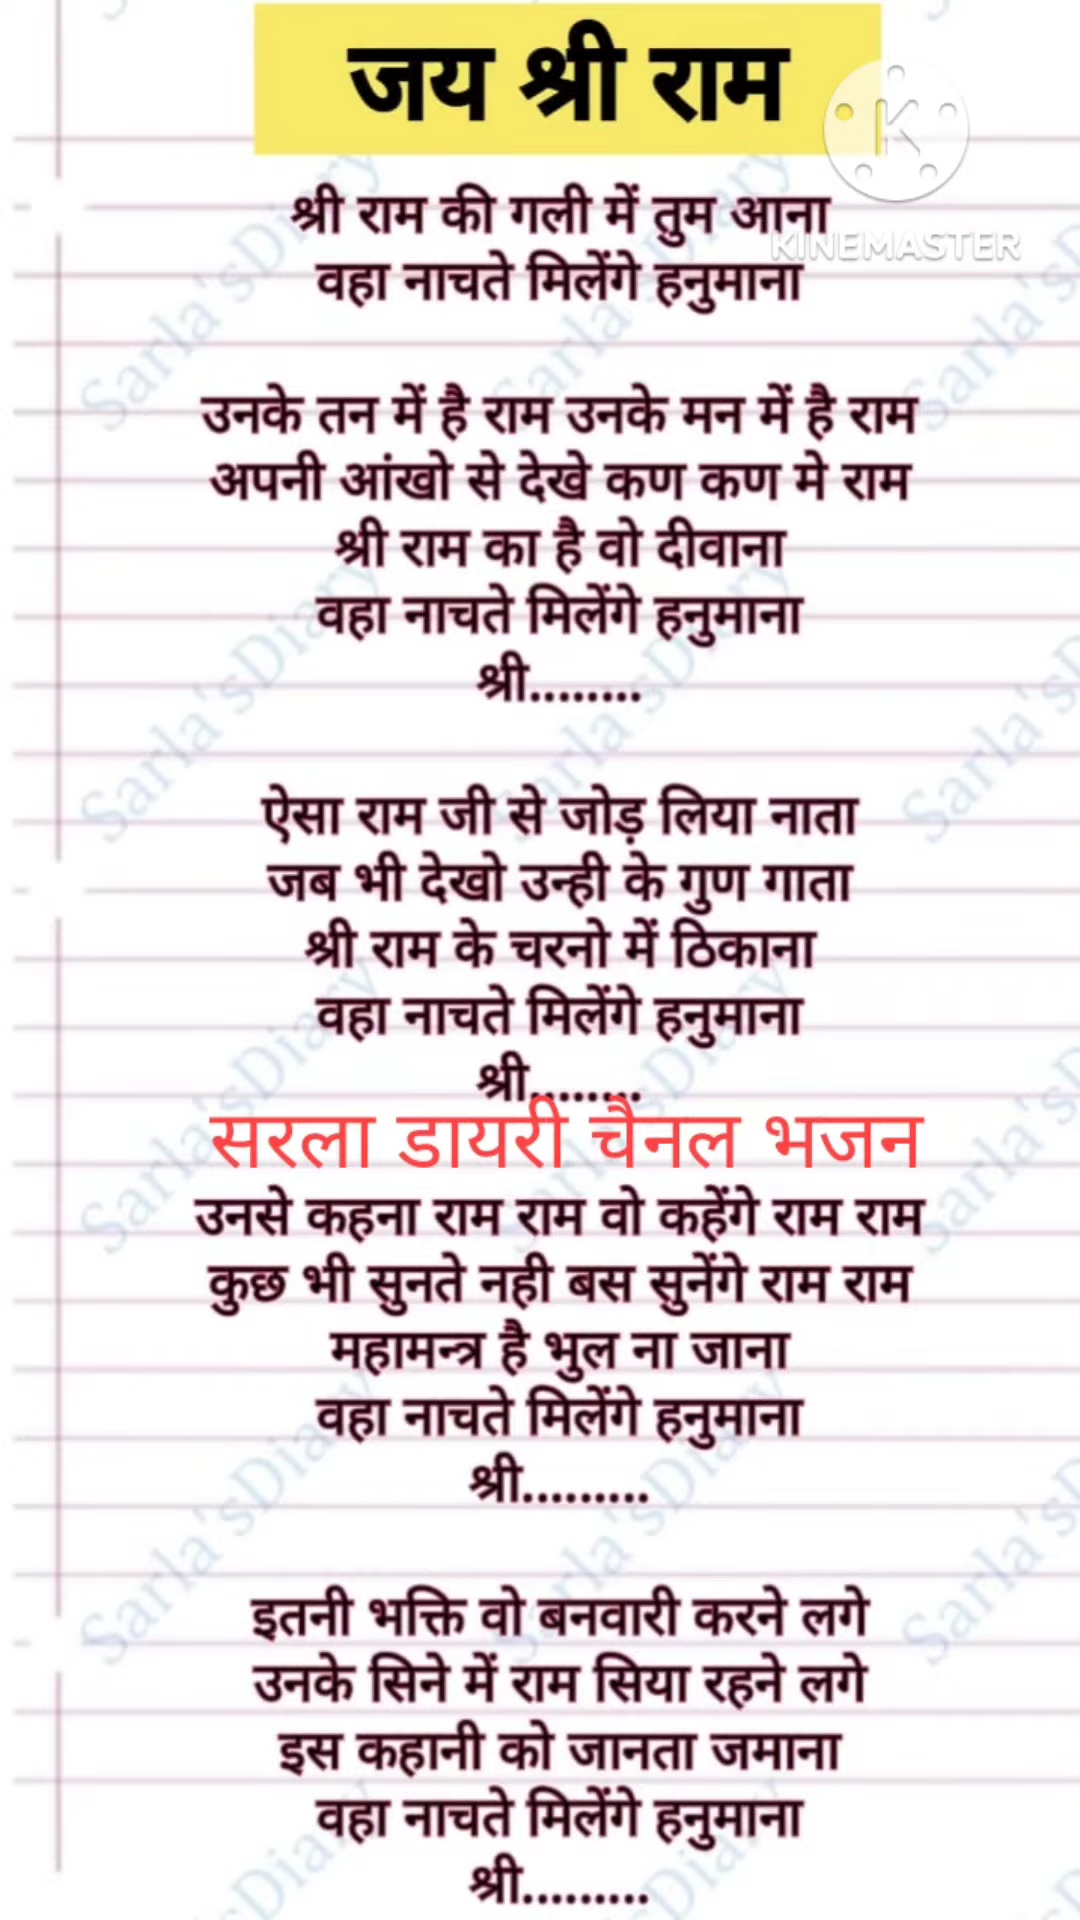 जय श्री राम
KINEMASTER
श्री राम की गली में तुम आना
वहा नाचते मिलेंगे हनुमाना
उनके तन में है राम उनके मन में है राम
अपनी आंखो से देखे कण कण मे राम
श्री राम का है वो दीवाना
वहा नाचते मिलेंगे हनुमाना
श्री........
ऐसा राम जी से जोड़ लिया नाता
जब भी देखो उन्ही के गुण गाता
श्री राम के चरनो में ठिकाना
वहा नाचते मिलेंगे हनुमाना
श्री........
सरला डायरी चैनल भजन
उनसे कहना राम राम वो कहेंगे राम राम
कुछ भी सुनते नही बस सुनेंगे राम राम
महामन्त्र है भुल ना जाना
वहा नाचते मिलेंगे हनुमाना
श्री.........
इतनी भक्ति वो बनवारी करने लगे
उनके सिने में राम सिया रहने लगे
इस कहानी को जानता जमाना
वहा नाचते मिलेंगे हनुमाना
श्री.........
Sarla'sDiary